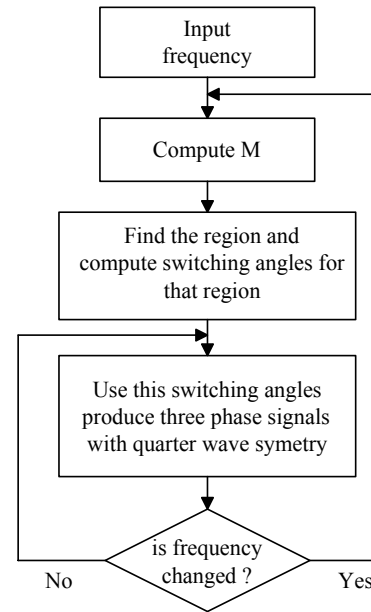 Input
frequency
Compute M
Find the region and
compute switching angles for
that region
Use this switching angles
produce three phase signals
with quarter wave symetry
is frequency
changed ?
No
Yes